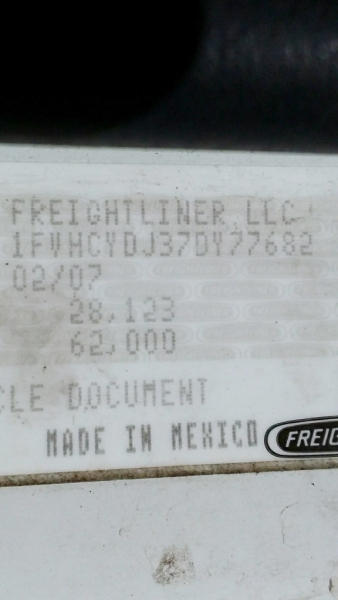 FREIGHTLINER LLC
1FVHCYDJ37DY77682
02/07
28,123
62,000
CLE DOCUMENT
MADE IN MEXICO
FREIG